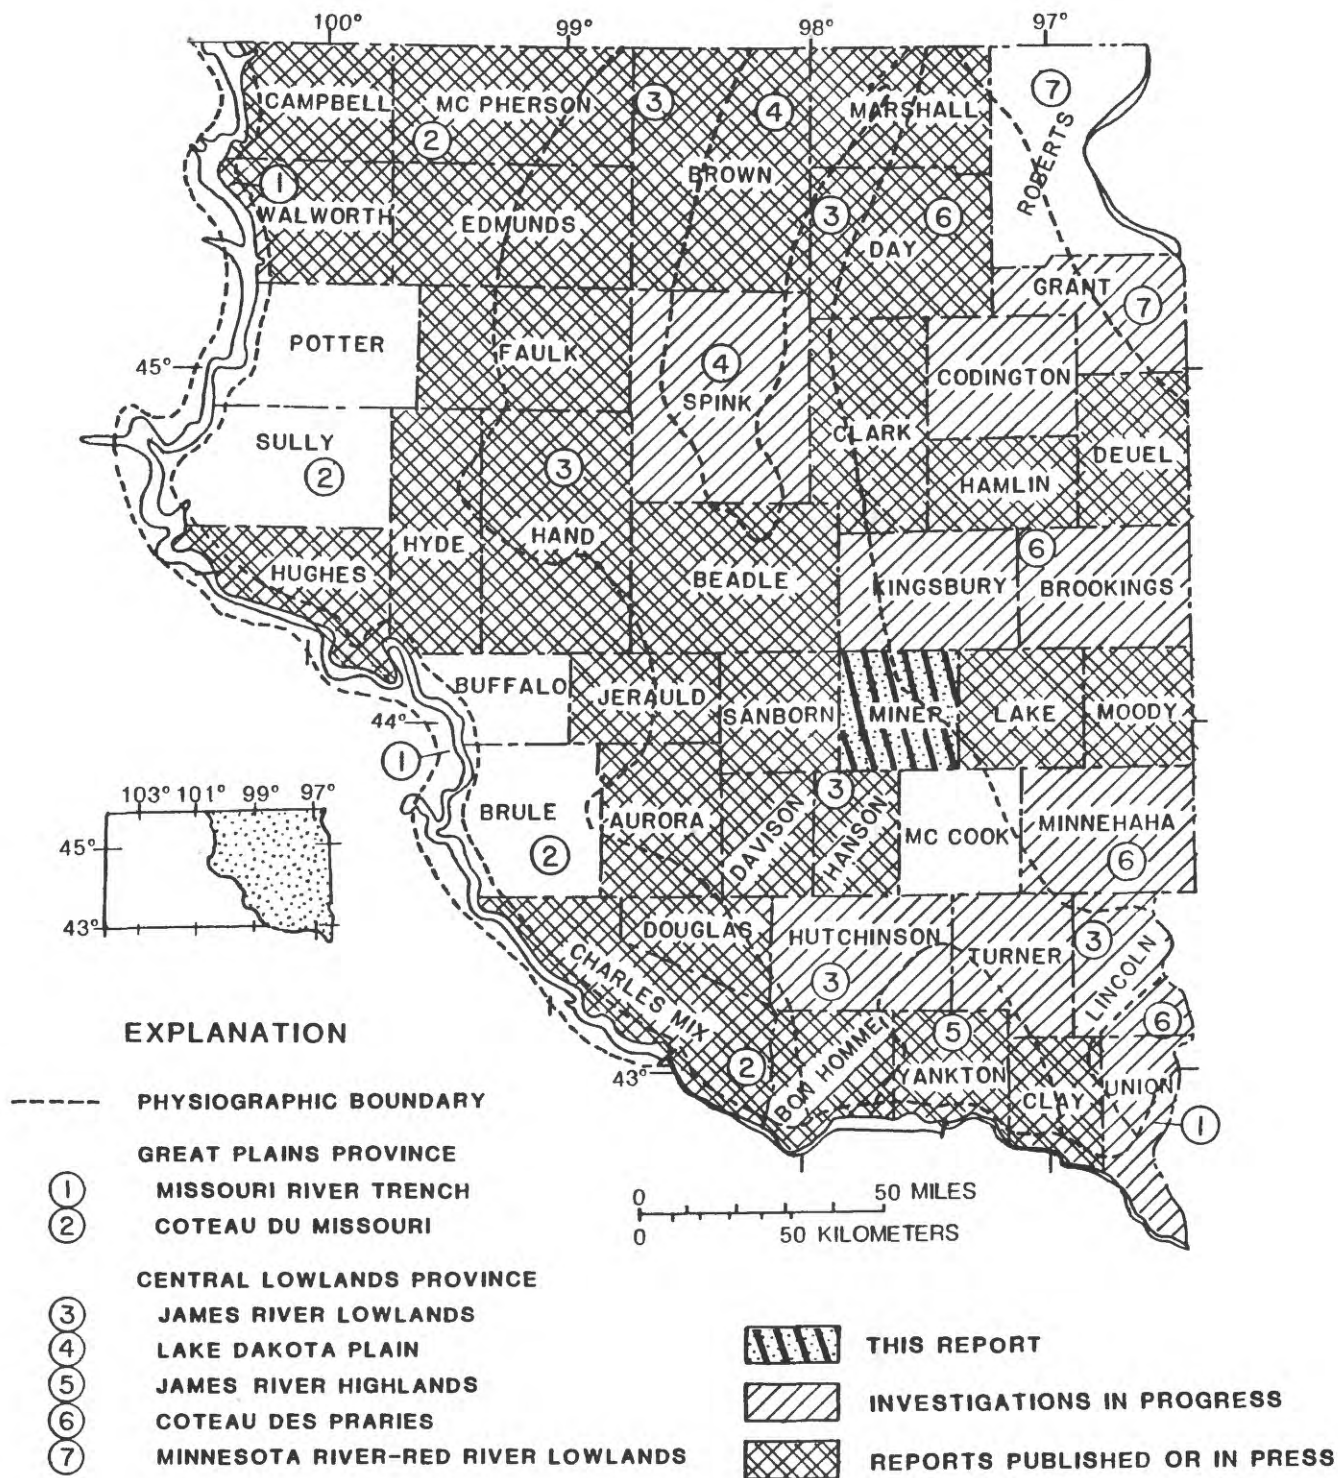 100° 99° 98° 97°
CAMPBELL
MC PHERSON
3
4
MARSHALL
7
2
ROBERTS
1
BROWN
WALWORTH
EDMUNDS
3
6
DAY
GRANT
7
POTTER
FAULK
4
45°
CODINGTON
SPINK
CLARK
SULLY
2
3
DEUEL
HAMLIN
HYDE
HAND
6
HUGHES
BEADLE
KINGSBURY
BROOKINGS
BUFFALO
JERAULD
SANBORN
MINER
LAKE
MOODY
44°
1
3
BRULE
AURORA
DAVISON
HANSON
MC COOK
MINNEHAHA
2
6
103° 101° 99° 97°
45°
43°
DOUGLAS
HUTCHINSON
TURNER
3
LINCOLN
CHARLES MIX
3
5
6
2
BON HOMME
YANKTON
CLAY
UNION
43°
1
EXPLANATION
PHYSIOGRAPHIC BOUNDARY
GREAT PLAINS PROVINCE
1 MISSOURI RIVER TRENCH
2 COTEAU DU MISSOURI
CENTRAL LOWLANDS PROVINCE
3 JAMES RIVER LOWLANDS
4 LAKE DAKOTA PLAIN
5 JAMES RIVER HIGHLANDS
6 COTEAU DES PRARIES
7 MINNESOTA RIVER-RED RIVER LOWLANDS
0 50 MILES
0 50 KILOMETERS
THIS REPORT
INVESTIGATIONS IN PROGRESS
REPORTS PUBLISHED OR IN PRESS